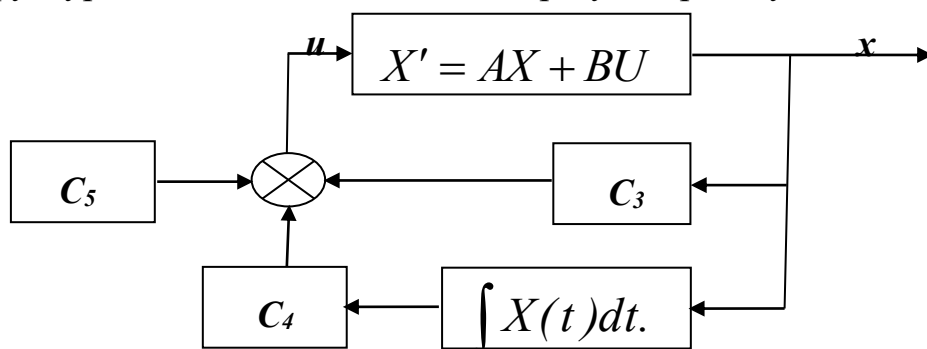 u
x
X' = AX + BU
C₅
C₃
C₄
∫ X(t)dt.